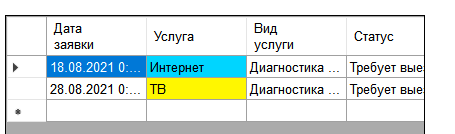 Дата заявки Услуга Вид услуги Статус
18.08.2021 0:... Интернет Диагностика ... Требует вые
28.08.2021 0:... ТВ Диагностика ... Требует вые